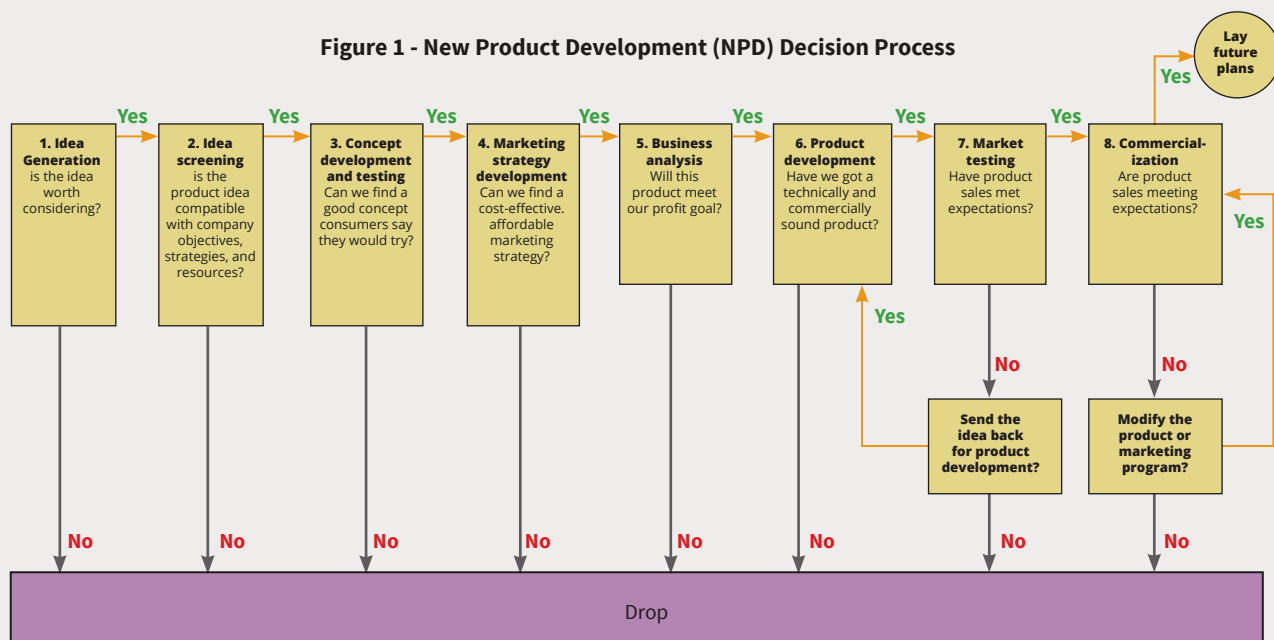 Figure 1 - New Product Development (NPD) Decision Process
Lay
future
plans
Yes
Yes
Yes
Yes
Yes
Yes
Yes
Yes
1. Idea
Generation
is the idea
worth
considering?
2. Idea
screening
is the
product idea
compatible
with company
objectives,
strategies, and
resources?
3. Concept
development
and testing
Can we find a
good concept
consumers say
they would try?
4. Marketing
strategy
development
Can we find a
cost-effective.
affordable
marketing
strategy?
5. Business
analysis
Will this
product meet
our profit goal?
6. Product
development
Have we got a
technically and
commercially
sound product?
7. Market
testing
Have product
sales met
expectations?
8. Commercial-
ization
Are product
sales meeting
expectations?
Yes
Yes
No
No
Send the
idea back
for product
development?
Modify the
product or
marketing
program?
No
No
No
No
No
No
No
No
Drop